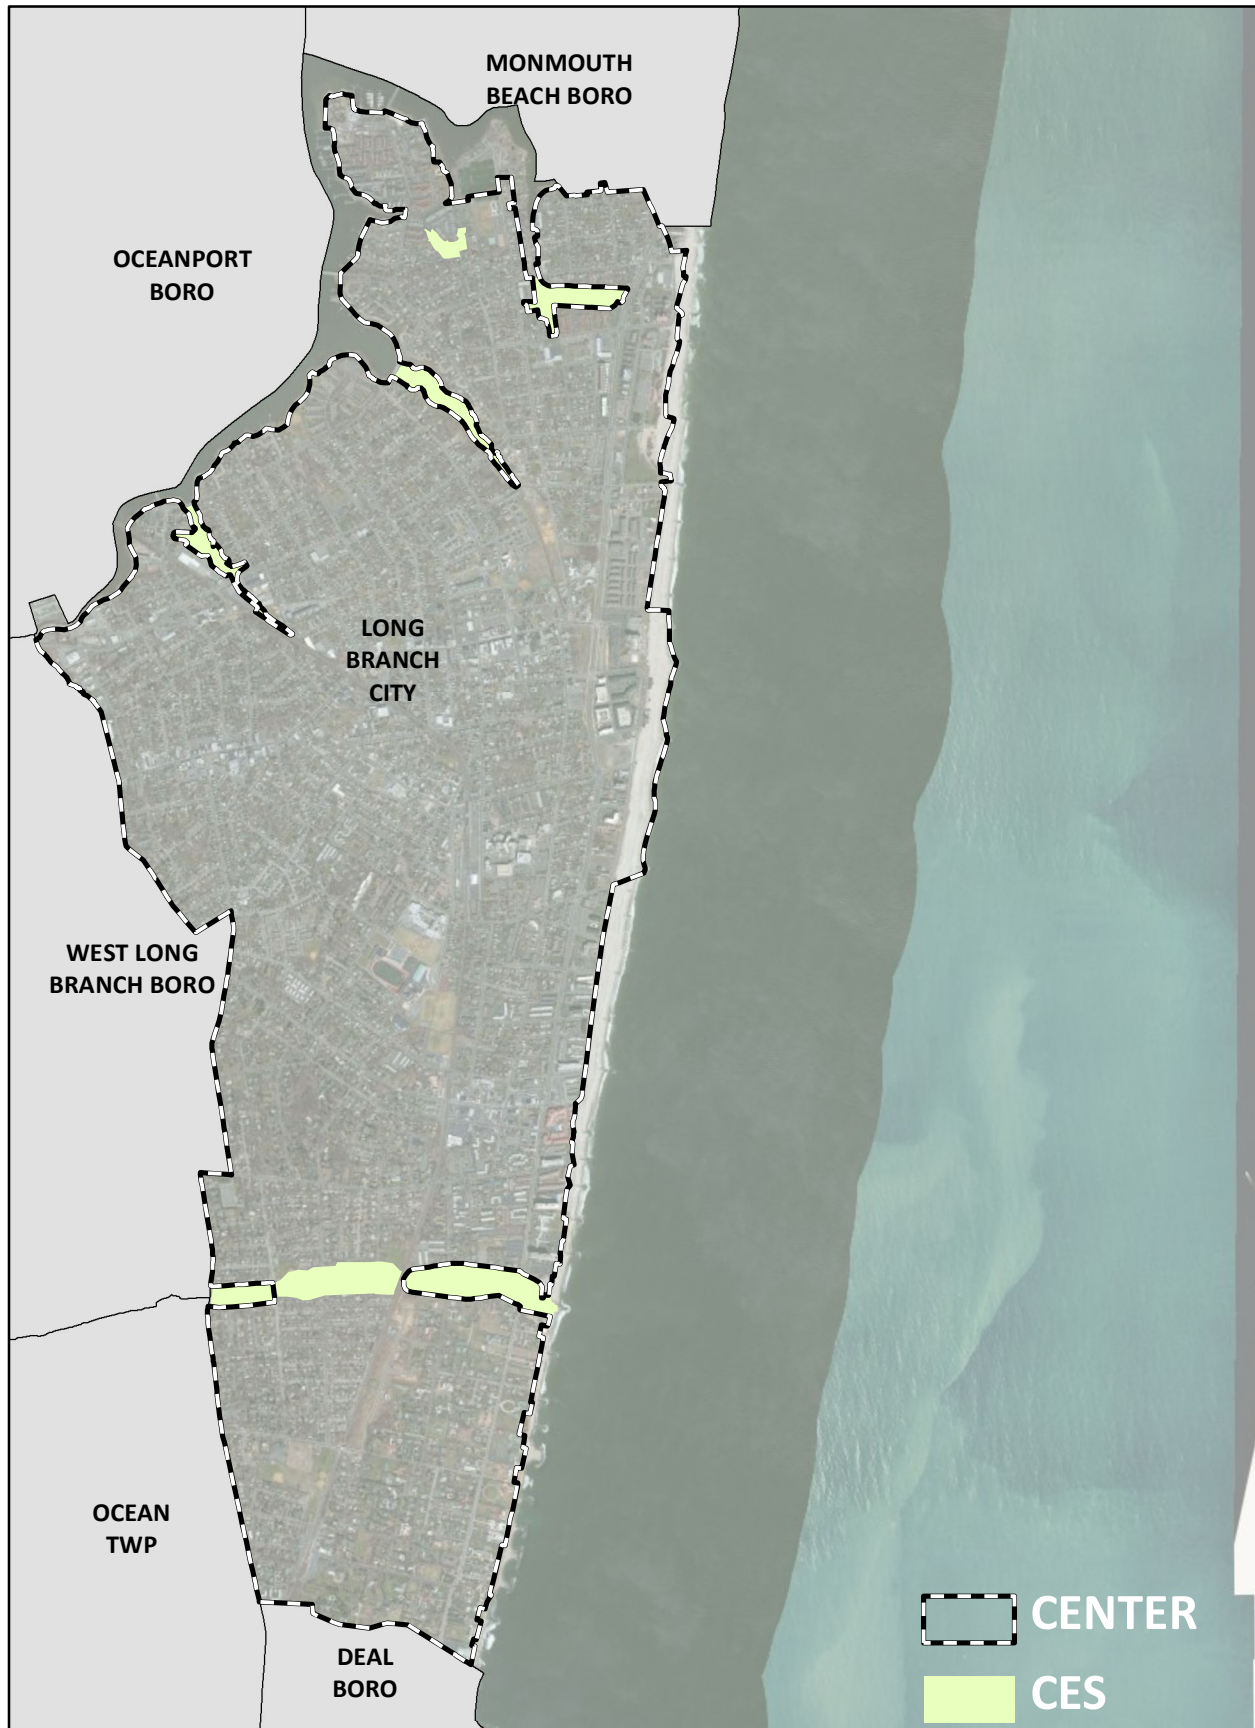 MONMOUTH
BEACH BORO
OCEANPORT
BORO
LONG
BRANCH
CITY
WEST LONG
BRANCH BORO
OCEAN
TWP
DEAL
BORO
CENTER
CES